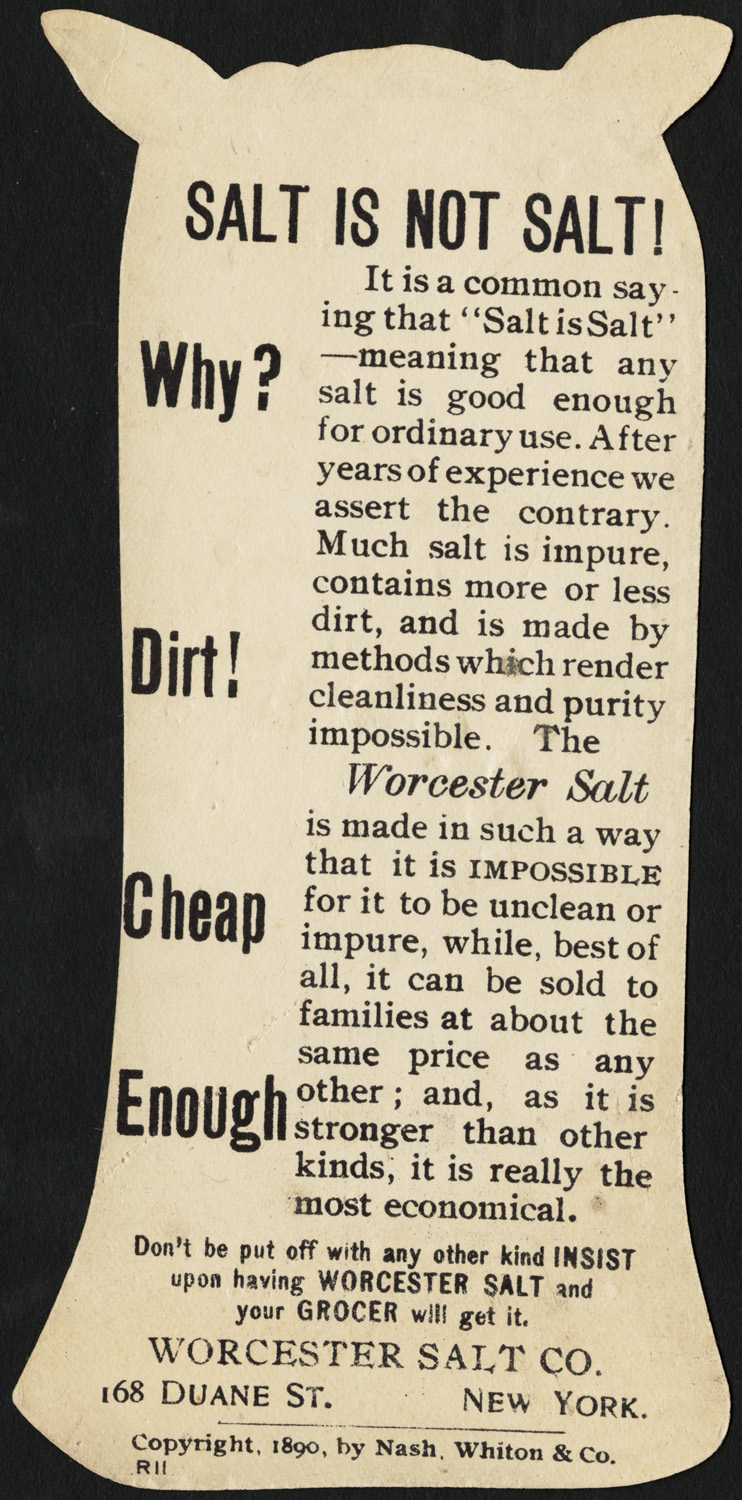 SALT IS NOT SALT!
It is a common say-
ing that "Salt is Salt"
Why?
—meaning that any
salt is good enough
for ordinary use. After
years of experience we
assert the contrary.
Much salt is impure,
contains more or less
dirt, and is made by
Dirt!
methods which render
cleanliness and purity
impossible. The
Worcester Salt
is made in such a way
that it is IMPOSSIBLE
Cheap
for it to be unclean or
impure, while, best of
all, it can be sold to
families at about the
same price as any
Enough
other; and, as it is
stronger than other
kinds, it is really the
most economical.
Don't be put off with any other kind INSIST
upon having WORCESTER SALT and
your GROCER will get it.
WORCESTER SALT CO.
168 DUANE ST. NEW YORK.
Copyright, 1890, by Nash, Whiton & Co.
R11